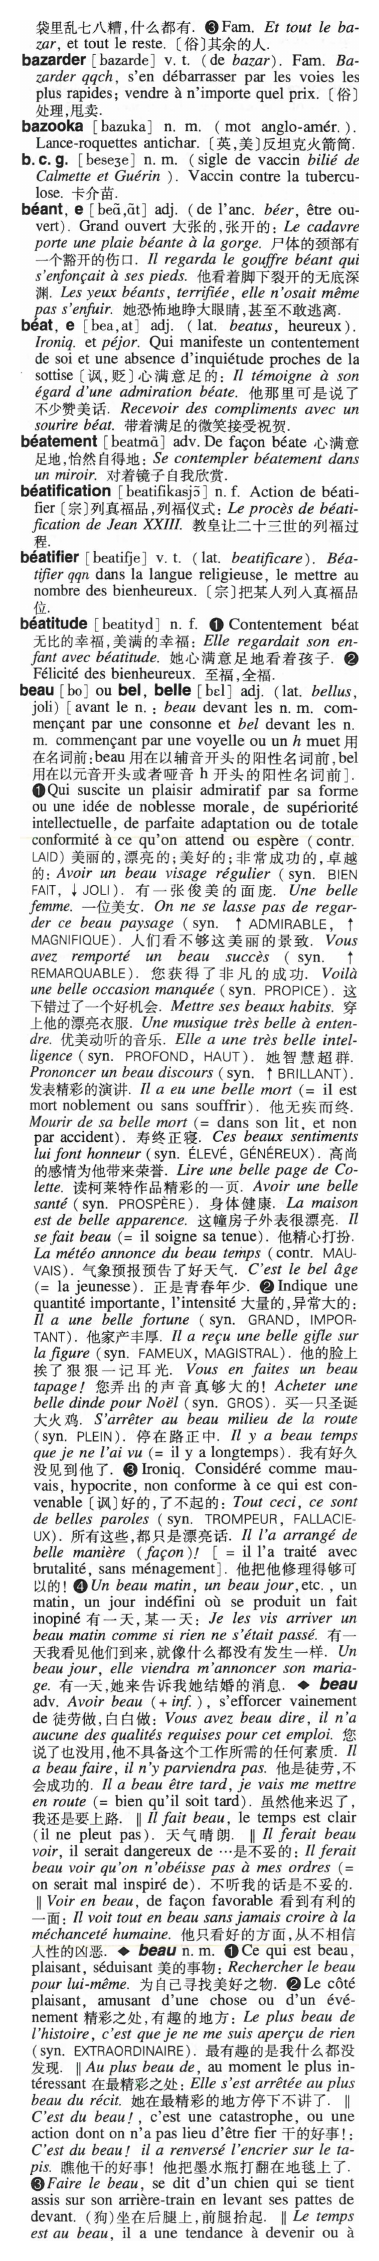 袋里乱七八糟,什么都有. ❸ Fam. Et tout le ba-
zar, et tout le reste. 〔俗〕其余的人.
bazarder [bazarde] v. t. (de bazar). Fam. Ba-
zarder qqch, s'en débarrasser par les voies les
plus rapides; vendre à n'importe quel prix. 〔俗〕
处理,甩卖.
bazooka [bazuka] n. m. (mot anglo-amér.).
Lance-roquettes antichar. 〔英,美〕反坦克火箭筒.
b. c. g. [beseʒe] n. m. (sigle de vaccin bilié de
Calmette et Guérin). Vaccin contre la tubercu-
lose. 卡介苗.
béant, e [beɑ̃,ɑ̃t] adj. (de l'anc. béer, être ou-
vert). Grand ouvert 大张的,张开的: Le cadavre
porte une plaie béante à la gorge. 尸体的颈部有
一个豁开的伤口. Il regarda le gouffre béant qui
s'enfonçait à ses pieds. 他看着脚下裂开的无底深
渊. Les yeux béants, terrifiée, elle n'osait même
pas s'enfuir. 她恐怖地睁大眼睛,甚至不敢逃离.
béat, e [bea,at] adj. (lat. beatus, heureux).
Ironiq. et péjor. Qui manifeste un contentement
de soi et une absence d'inquiétude proches de la
sottise 〔讽,贬〕心满意足的: Il témoigne à son
égard d'une admiration béate. 他那里可是说了
不少赞美话. Recevoir des compliments avec un
sourire béat. 带着满足的微笑接受祝贺.
béatement [beatmɑ̃] adv. De façon béate 心满意
足地,怡然自得地: Se contempler béatement dans
un miroir. 对着镜子自我欣赏.
béatification [beatifikasjɔ̃] n. f. Action de béati-
fier 〔宗〕列真福品,列福仪式: Le procès de béati-
fication de Jean XXIII. 教皇让二十三世的列福过
程.
béatifier [beatifje] v. t. (lat. beatificare). Béa-
tifier qqn dans la langue religieuse, le mettre au
nombre des bienheureux. 〔宗〕把某人列入真福品
位.
béatitude [beatityd] n. f. ❶ Contentement béat
无比的幸福,美满的幸福: Elle regardait son en-
fant avec béatitude. 她心满意足地看着孩子. ❷
Félicité des bienheureux. 至福,全福.
beau [bo] ou bel, belle [bɛl] adj. (lat. bellus,
joli) [avant le n.; beau devant les n. m. com-
mençant par une consonne et bel devant les n.
m. commençant par une voyelle ou un h muet 用
在名词前:beau 用在以辅音开头的阳性名词前,bel
用在以元音开头或者哑音 h 开头的阳性名词前].
❶Qui suscite un plaisir admiratif par sa forme
ou une idée de noblesse morale, de supériorité
intellectuelle, de parfaite adaptation ou de totale
conformité à ce qu'on attend ou espère (contr.
LAID) 美丽的,漂亮的;美好的;非常成功的,卓越
的: Avoir un beau visage régulier (syn. BIEN
FAIT, ↓ JOLI). 有一张俊美的面庞. Une belle
femme. 一位美女. On ne se lasse pas de regar-
der ce beau paysage (syn. ↑ ADMIRABLE, ↑
MAGNIFIQUE). 人们看不够这美丽的景致. Vous
avez remporté un beau succès (syn. ↑
REMARQUABLE). 您获得了非凡的成功. Voilà
une belle occasion manquée (syn. PROPICE). 这
下错过了一个好机会. Mettre ses beaux habits. 穿
上他的漂亮衣服. Une musique très belle à enten-
dre. 优美动听的音乐. Elle a une très belle intel-
ligence (syn. PROFOND, HAUT). 她智慧超群.
Prononcer un beau discours (syn. ↑ BRILLANT).
发表精彩的演讲. Il a eu une belle mort (= il est
mort noblement ou sans souffrir). 他无疾而终.
Mourir de sa belle mort (= dans son lit, et non
par accident). 寿终正寝. Ces beaux sentiments
lui font honneur (syn. ÉLEVÉ, GÉNÉREUX). 高尚
的感情为他带来荣誉. Lire une belle page de Co-
lette. 读柯莱特作品精彩的一页. Avoir une belle
santé (syn. PROSPÈRE). 身体健康. La maison
est de belle apparence. 这幢房子外表很漂亮. Il
se fait beau (= il soigne sa tenue). 他精心打扮.
La météo annonce du beau temps (contr. MAU-
VAIS). 气象预报预告了好天气. C'est le bel âge
(= la jeunesse). 正是青春年少. ❷ Indique une
quantité importante, l'intensité 大量的,异常大的:
Il a une belle fortune (syn. GRAND, IMPOR-
TANT). 他家产丰厚. Il a reçu une belle gifle sur
la figure (syn. FAMEUX, MAGISTRAL). 他的脸上
挨了狠狠一记耳光. Vous en faites un beau
tapage! 您弄出的声音真够大的! Acheter une
belle dinde pour Noël (syn. GROS). 买一只圣诞
大火鸡. S'arrêter au beau milieu de la route
(syn. PLEIN). 停在路正中. Il y a beau temps
que je ne l'ai vu (= il y a longtemps). 我有好久
没见到他了. ❸ Ironiq. Considéré comme mau-
vais, hypocrite, non conforme à ce qui est con-
venable 〔讽〕好的,了不起的: Tout ceci, ce sont
de belles paroles (syn. TROMPEUR, FALLACIE-
UX). 所有这些,都只是漂亮话. Il l'a arrangé de
belle manière (façon)! [ = il l'a traité avec
brutalité, sans ménagement]. 他把他修理得够可
以的! ❹ Un beau matin, un beau jour,etc., un
matin, un jour indéfini où se produit un fait
inopiné 有一天,某一天: Je les vis arriver un
beau matin comme si rien ne s'était passé. 有一
天我看见他们到来,就像什么都没有发生一样. Un
beau jour, elle viendra m'annoncer son maria-
ge. 有一天,她来告诉我她结婚的消息. ◆ beau
adv. Avoir beau (+ inf.), s'efforcer vainement
de 徒劳做,白白做: Vous avez beau dire, il n'a
aucune des qualités requises pour cet emploi. 您
说了也没用,他不具备这个工作所需的任何素质. Il
a beau faire, il n'y parviendra pas. 他是徒劳,不
会成功的. Il a beau être tard, je vais me mettre
en route (= bien qu'il soit tard). 虽然他来迟了,
我还是要上路. ‖ Il fait beau, le temps est clair
(il ne pleut pas). 天气晴朗. ‖ Il ferait beau
voir, il serait dangereux de …是不妥的: Il ferait
beau voir qu'on n'obéisse pas à mes ordres (=
on serait mal inspiré de). 不听我的话是不妥的.
‖ Voir en beau, de façon favorable 看到有利的
一面: Il voit tout en beau sans jamais croire à la
méchanceté humaine. 他只看好的方面,从不相信
人性的凶恶. ◆ beau n. m. ❶ Ce qui est beau,
plaisant, séduisant 美的事物: Rechercher le beau
pour lui-même. 为自己寻找美好之物. ❷ Le côté
plaisant, amusant d'une chose ou d'un évé-
nement 精彩之处,有趣的地方: Le plus beau de
l'histoire, c'est que je ne me suis aperçu de rien
(syn. EXTRAORDINAIRE). 最有趣的是我什么都没
发现. ‖ Au plus beau de, au moment le plus in-
téressant 在最精彩之处: Elle s'est arrêtée au plus
beau du récit. 她在最精彩的地方停下不讲了. ‖
C'est du beau!, c'est une catastrophe, ou une
action dont on n'a pas lieu d'être fier 干的好事!:
C'est du beau! il a renversé l'encrier sur le ta-
pis. 瞧他干的好事! 他把墨水瓶打翻在地毯上了.
❸ Faire le beau, se dit d'un chien qui se tient
assis sur son arrière-train en levant ses pattes de
devant. (狗)坐在后腿上,前腿抬起. ‖ Le temps
est au beau, il a une tendance à devenir ou à